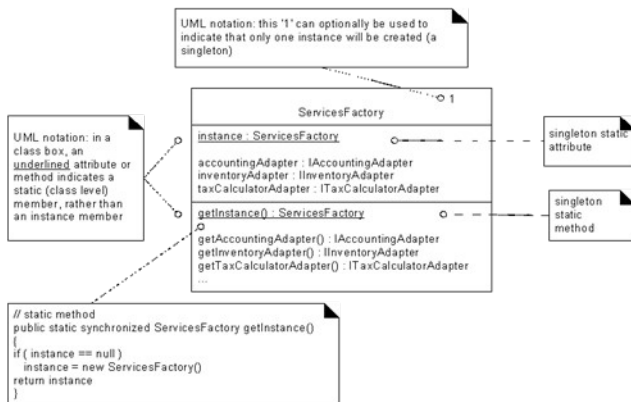 UML notation: this '1' can optionally be used to
indicate that only one instance will be created (a
singleton)
1
ServicesFactory
UML notation: in a
class box, an
underlined attribute or
method indicates a
static (class level)
member, rather than
an instance member
instance : ServicesFactory
accountingAdapter : IAccountingAdapter
inventoryAdapter : IInventoryAdapter
taxCalculatorAdapter : ITaxCalculatorAdapter
singleton static
attribute
getInstance() : ServicesFactory
getAccountingAdapter() : IAccountingAdapter
getInventoryAdapter() : IInventoryAdapter
getTaxCalculatorAdapter() : ITaxCalculatorAdapter
...
singleton
static
method
// static method
public static synchronized ServicesFactory getInstance()
{
if ( instance == null )
instance = new ServicesFactory()
return instance
}